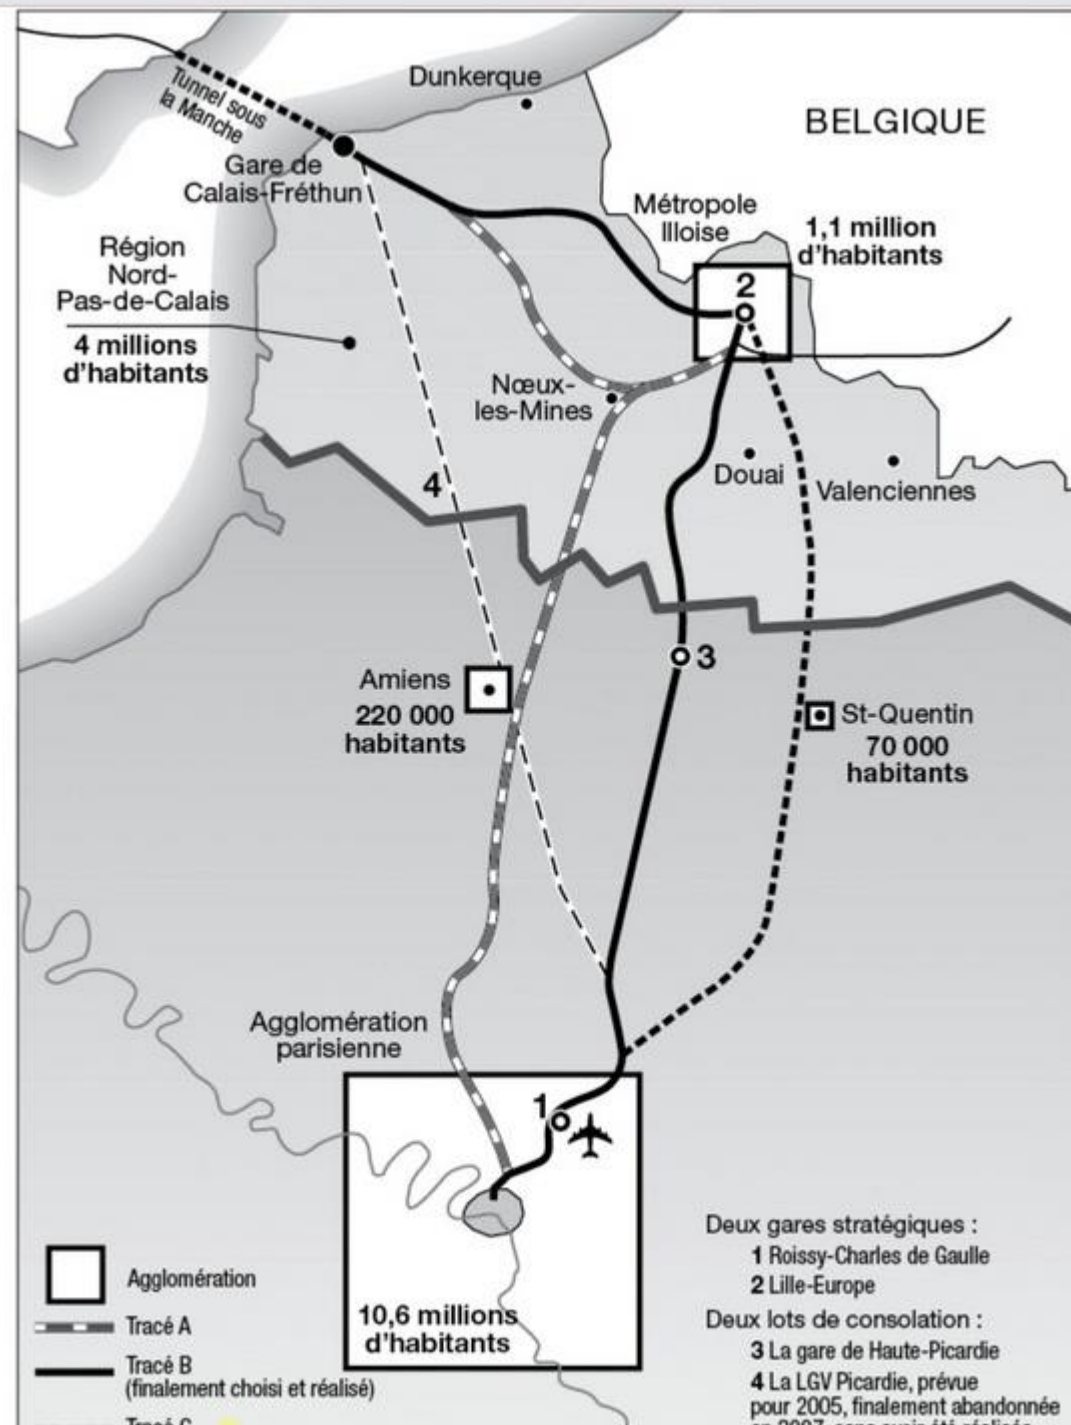 Dunkerque
BELGIQUE
Tunnel sous
la Manche
Gare de
Calais-Fréthun
Métropole
lilloise
1,1 million
d'habitants
Région
Nord-
Pas-de-Calais
4 millions
d'habitants
2
Nœux-
les-Mines
4
Douai
Valenciennes
3
Amiens
220 000
habitants
St-Quentin
70 000
habitants
Agglomération
parisienne
1
10,6 millions
d'habitants
Agglomération
Tracé A
Tracé B
(finalement choisi et réalisé)
Tracé C
Deux gares stratégiques :
1 Roissy-Charles de Gaulle
2 Lille-Europe
Deux lots de consolation :
3 La gare de Haute-Picardie
4 La LGV Picardie, prévue
pour 2005, finalement abandonnée